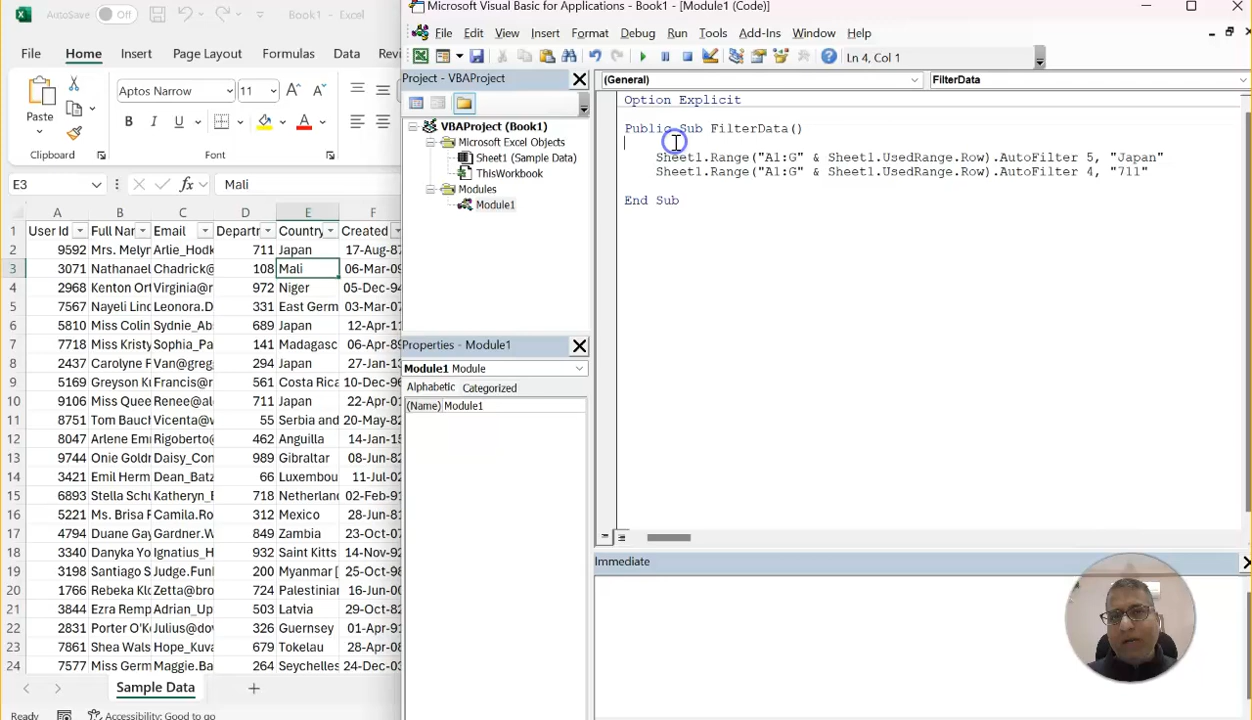 AutoSave Off Book1 - Excel
File Home Insert Page Layout Formulas Data
Paste Clipboard Aptos Narrow 11 Font
E3 fx Mali
A B C D E F
1 User Id Full Nar Email Departr Country Created
2 9592 Mrs. Melyr Arlie_Hodk 711 Japan 17-Aug-87
3 3071 Nathanael Chadrick@ 108 Mali 06-Mar-09
4 2968 Kenton Ort Virginia@r 972 Niger 05-Dec-94
5 7567 Nayeli Lind Leonora.D 331 East Germ 03-Mar-07
6 5810 Miss Colin Sydnie_Ab 689 Japan 12-Apr-11
7 7718 Miss Kristy Sophia_Pa 141 Madagasc 06-Apr-89
8 2437 Carolyne F Van@greg 294 Japan 27-Jan-13
9 5169 Greyson Ku Francis@r 561 Costa Rica 10-Dec-96
10 9106 Miss Quee Renee@al 711 Japan 22-Apr-01
11 8751 Tom Bauch Vicenta@v 55 Serbia and 20-May-82
12 8047 Arlene Em Rigoberto@ 462 Anguilla 14-Jan-15
13 9744 Onie Goldr Daisy_Con 989 Gibraltar 08-Jun-82
14 3421 Emil Herm Dean_Batz 66 Luxembou 11-Jul-02
15 6893 Stella Schu Katheryn_E 718 Netherland 02-Feb-91
16 5221 Ms. Brisa F Camila.Ro 312 Mexico 28-Jun-81
17 4794 Duane Gay Gardner.W 849 Zambia 23-Oct-07
18 3340 Danyka Yo Ignatius_H 932 Saint Kitts 14-Nov-92
19 3198 Santiago S Judge.Funl 200 Myanmar [ 25-Oct-98
20 1766 Rebeka Klo Zetta@bro 724 Palestinian 16-Jun-00
21 3844 Ezra Remp Adrian_Up 503 Latvia 29-Oct-82
22 2831 Porter O'K Julius@dov 326 Guernsey 01-Apr-91
23 7861 Shea Wals Hope_Kuva 679 Tokelau 28-Apr-08
24 7577 Miss Germ Maggie.Ba 264 Seychelles 24-Dec-03
Sample Data
Ready Accessibility: Good to go
Microsoft Visual Basic for Applications - Book1 - [Module1 (Code)]
File Edit View Insert Format Debug Run Tools Add-Ins Window Help
Ln 4, Col 1
Project - VBAProject
VBAProject (Book1)
Microsoft Excel Objects
Sheet1 (Sample Data)
ThisWorkbook
Modules
Module1
Properties - Module1
Module1 Module
Alphabetic Categorized
(Name) Module1
(General) FilterData
Option Explicit
Public Sub FilterData()
Sheet1.Range("A1:G" & Sheet1.UsedRange.Row).AutoFilter 5, "Japan"
Sheet1.Range("A1:G" & Sheet1.UsedRange.Row).AutoFilter 4, "711"
End Sub
Immediate